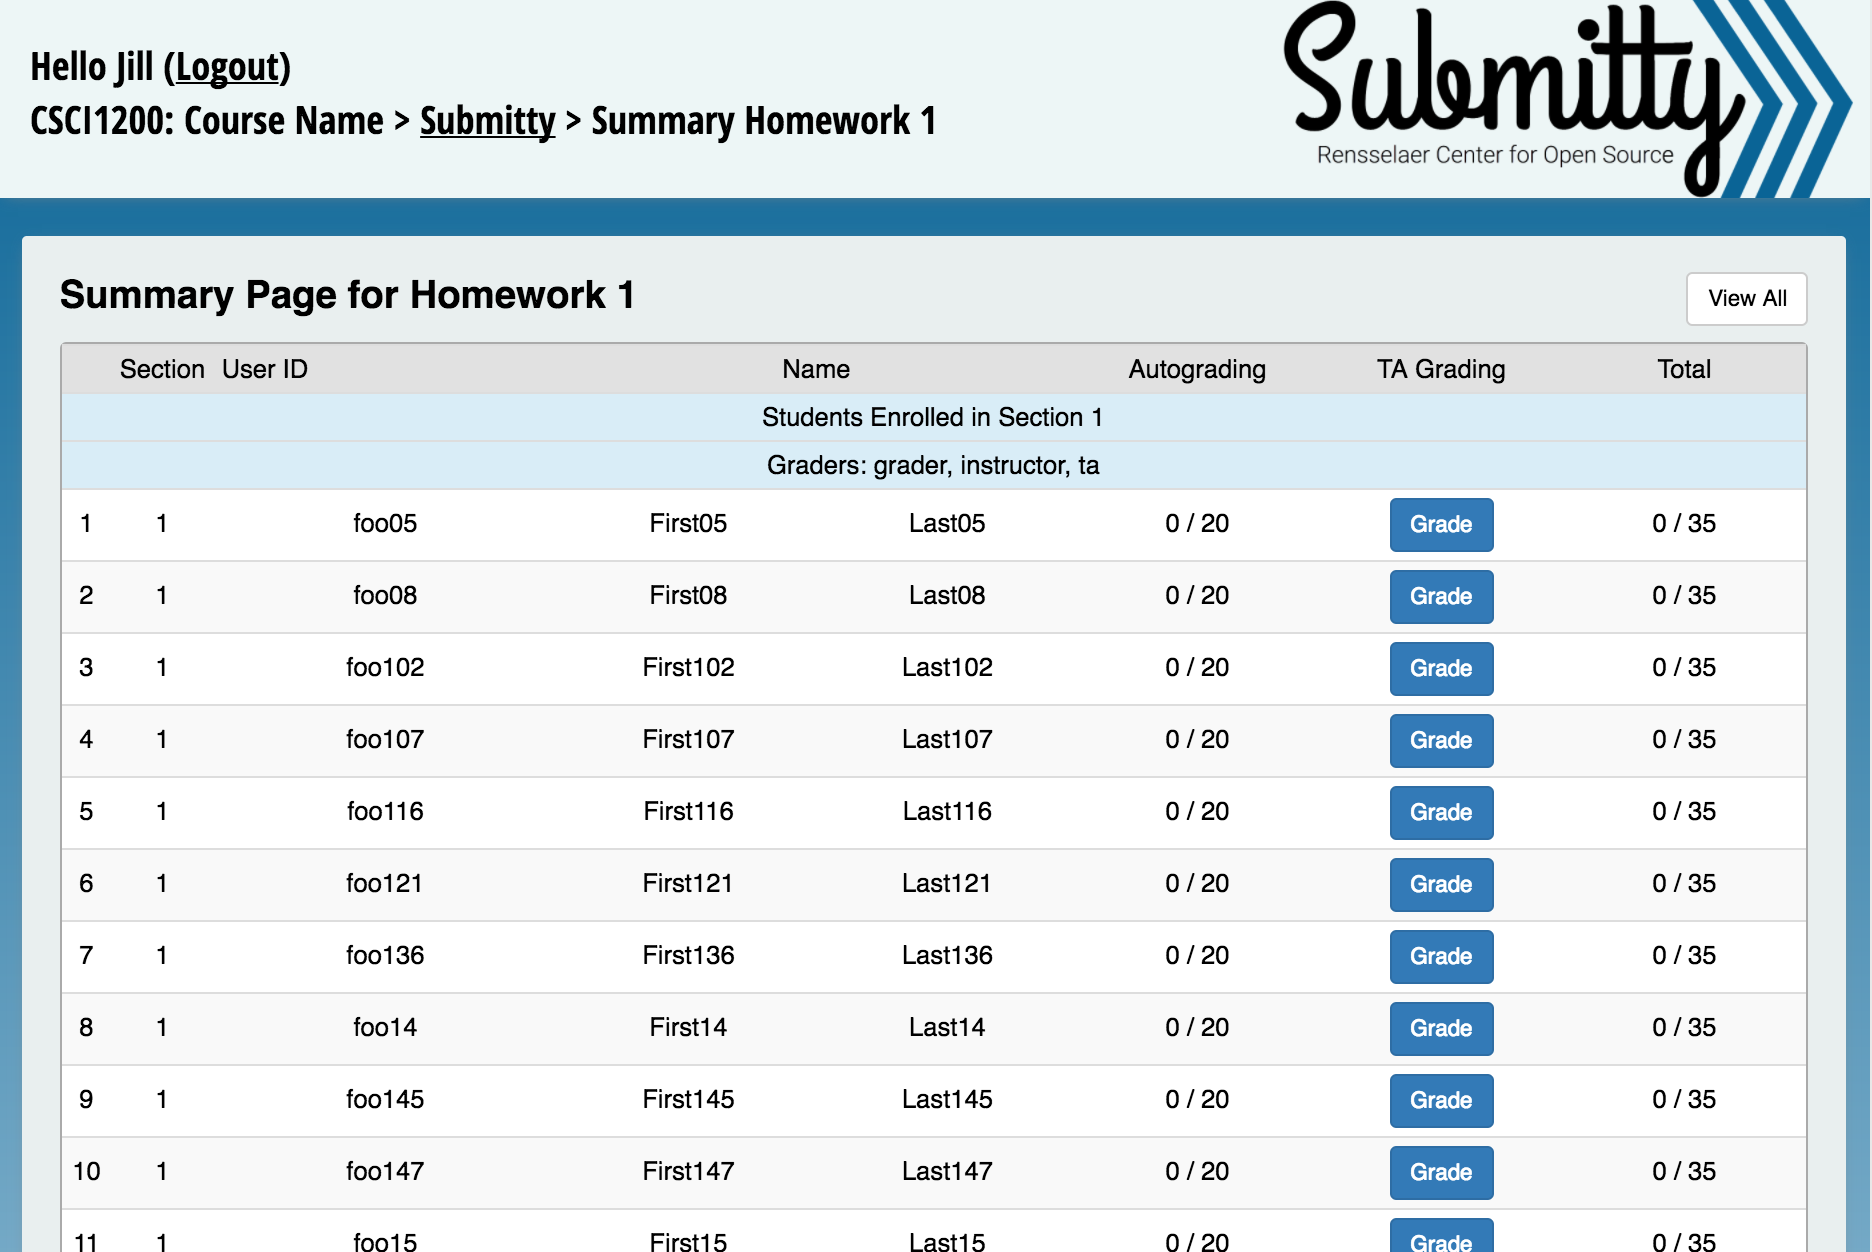 Hello Jill (Logout)
CSCI1200: Course Name > Submitty > Summary Homework 1
Submitty
Rensselaer Center for Open Source
Summary Page for Homework 1
View All
Section User ID Name Autograding TA Grading Total
Students Enrolled in Section 1
Graders: grader, instructor, ta
1 1 foo05 First05 Last05 0 / 20 Grade 0 / 35
2 1 foo08 First08 Last08 0 / 20 Grade 0 / 35
3 1 foo102 First102 Last102 0 / 20 Grade 0 / 35
4 1 foo107 First107 Last107 0 / 20 Grade 0 / 35
5 1 foo116 First116 Last116 0 / 20 Grade 0 / 35
6 1 foo121 First121 Last121 0 / 20 Grade 0 / 35
7 1 foo136 First136 Last136 0 / 20 Grade 0 / 35
8 1 foo14 First14 Last14 0 / 20 Grade 0 / 35
9 1 foo145 First145 Last145 0 / 20 Grade 0 / 35
10 1 foo147 First147 Last147 0 / 20 Grade 0 / 35
11 1 foo15 First15 Last15 0 / 20 Grade 0 / 35